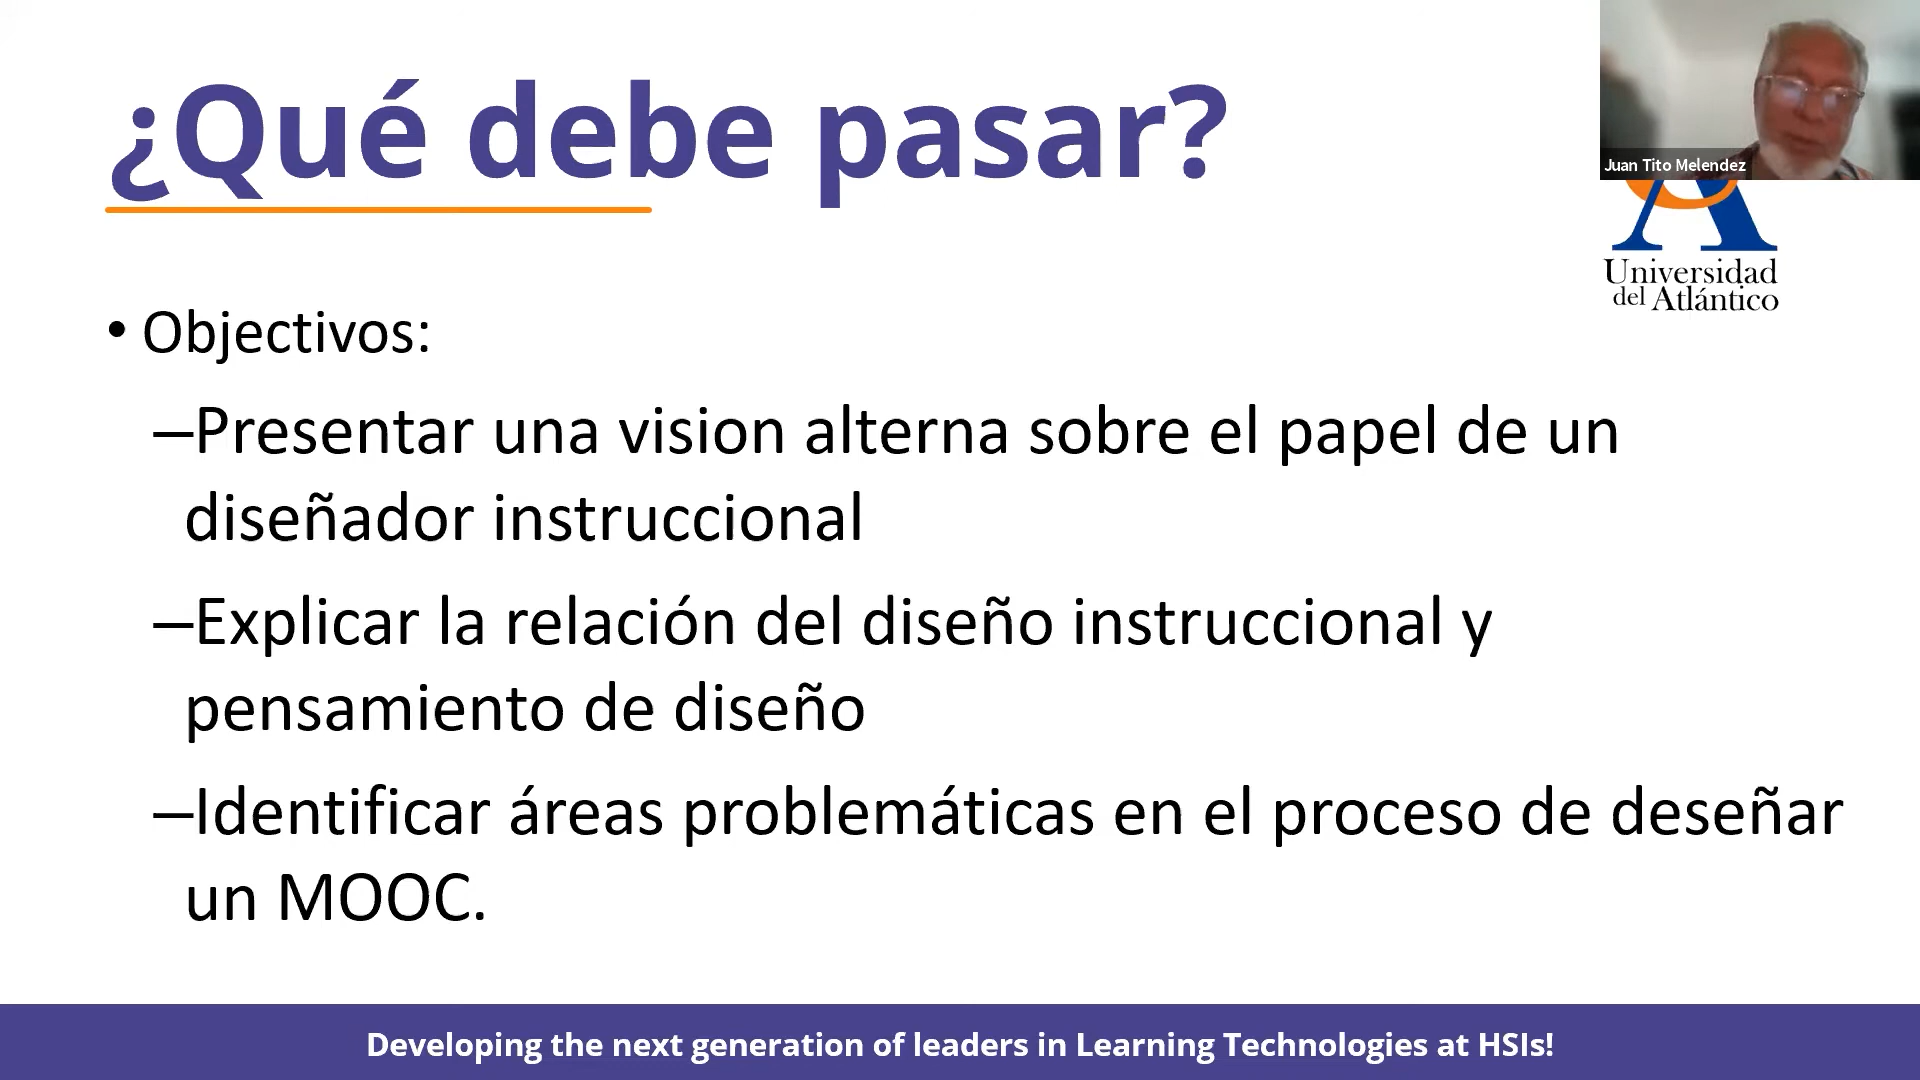 ¿Qué debe pasar?
Juan Tito Melendez
Universidad
del Atlántico
• Objectivos:
–Presentar una vision alterna sobre el papel de un
diseñador instruccional
–Explicar la relación del diseño instruccional y
pensamiento de diseño
–Identificar áreas problemáticas en el proceso de deseñar
un MOOC.
Developing the next generation of leaders in Learning Technologies at HSIs!